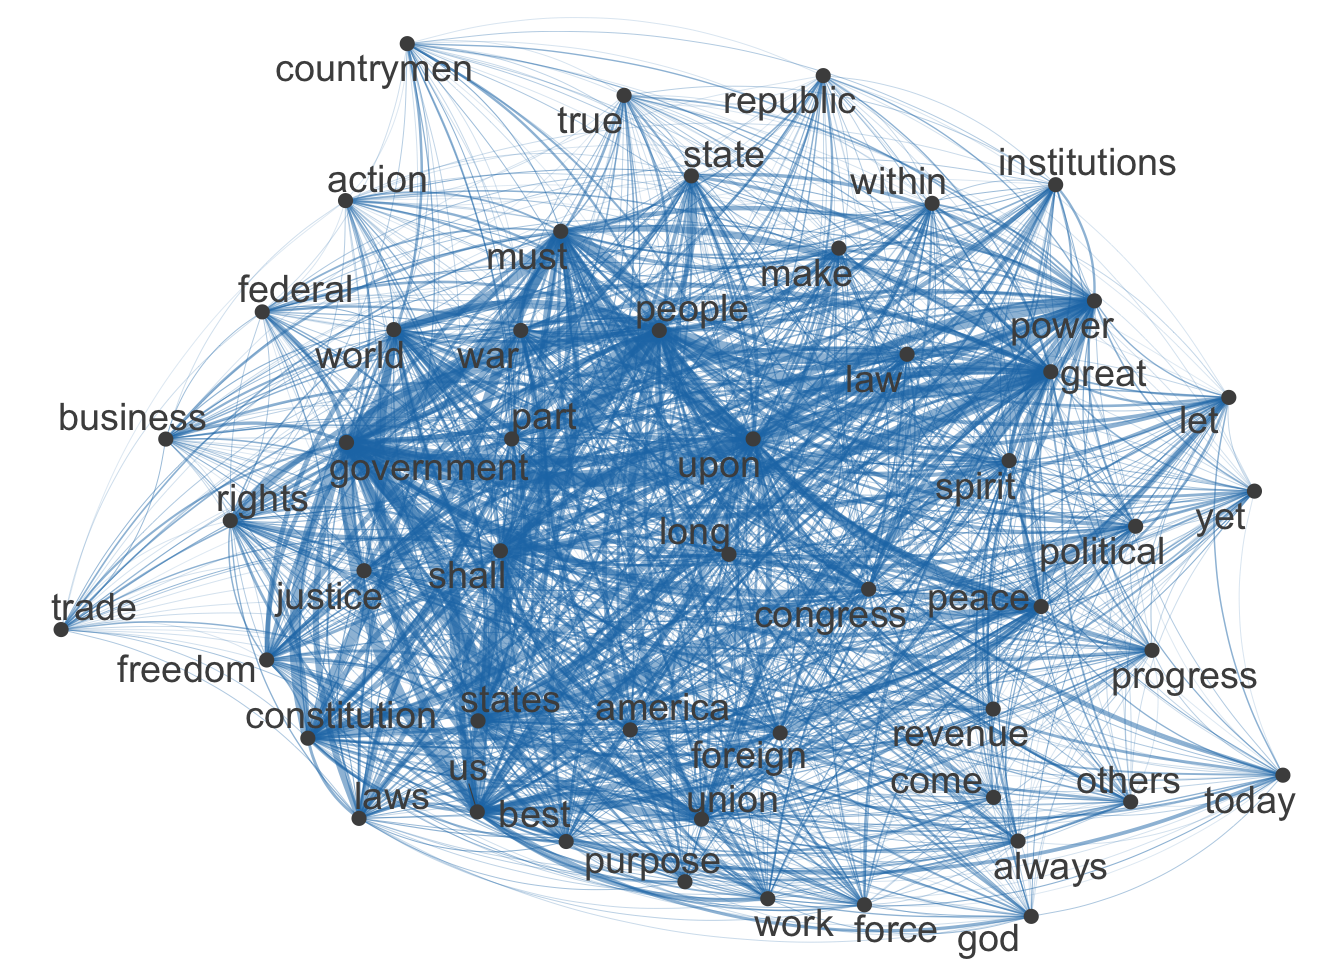 countrymen
republic
true
state
institutions
action
within
must
make
federal
people
power
world
war
law
great
business
part
let
government
upon
spirit
rights
yet
long
political
shall
justice
congress
peace
trade
freedom
progress
states
america
constitution
revenue
foreign
us
come
others
laws
best
union
today
purpose
always
work
force
god